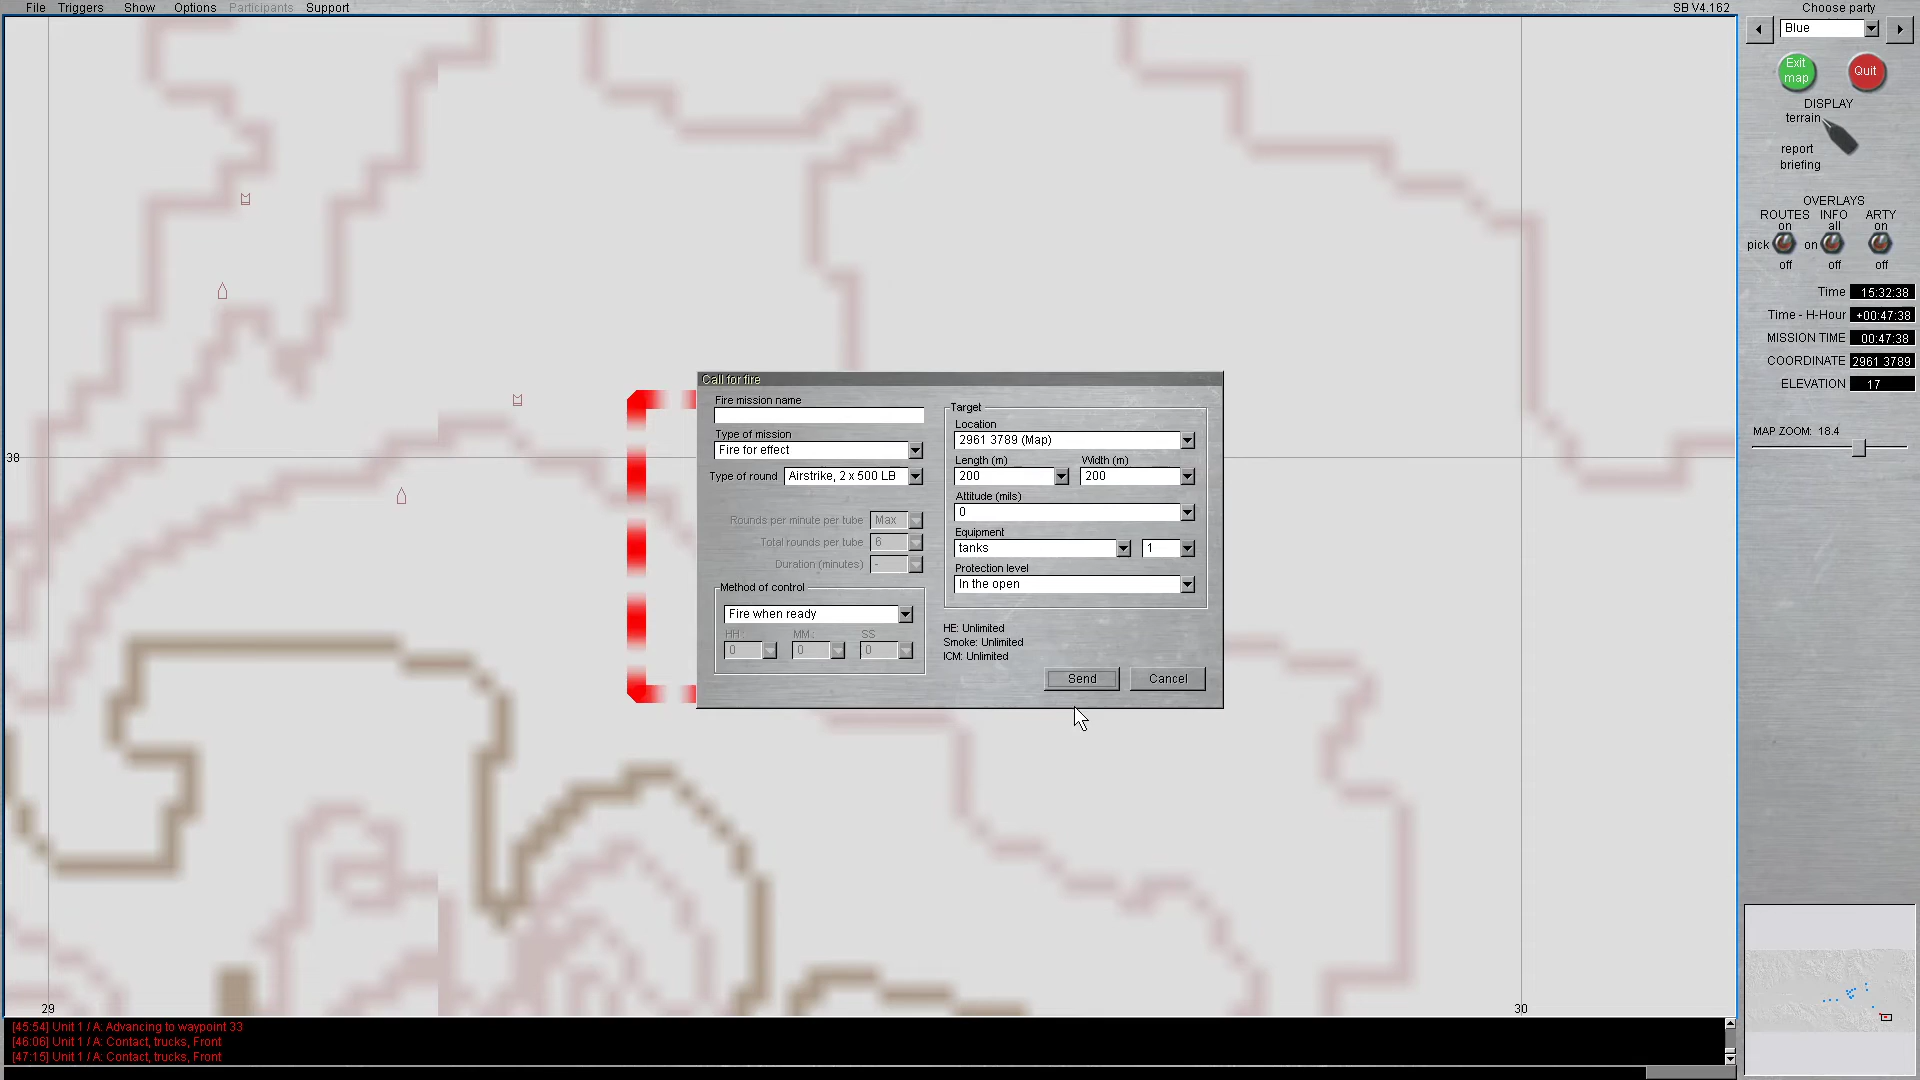 File Triggers Show Options Participants Support
SB V4.162
Choose party
Blue
Exit map
Quit
DISPLAY
terrain
report
briefing
OVERLAYS
ROUTES INFO ARTY
on all on
pick on
off off off
Time 15:32:38
Time - H-Hour +00:47:38
MISSION TIME 00:47:38
COORDINATE 2961 3789
ELEVATION 17
MAP ZOOM: 18.4
38
29
30
Call for fire
Fire mission name
Type of mission
Fire for effect
Type of round Airstrike, 2 x 500 LB
Rounds per minute per tube Max
Total rounds per tube 6
Duration (minutes) -
Method of control
Fire when ready
HH : MM : SS
0 0 0
Target
Location
2961 3789 (Map)
Length (m) Width (m)
200 200
Attitude (mils)
0
Equipment
tanks 1
Protection level
In the open
HE: Unlimited
Smoke: Unlimited
ICM: Unlimited
Send Cancel
[45:54] Unit 1 / A: Advancing to waypoint 33
[46:06] Unit 1 / A: Contact, trucks, Front
[47:15] Unit 1 / A: Contact, trucks, Front